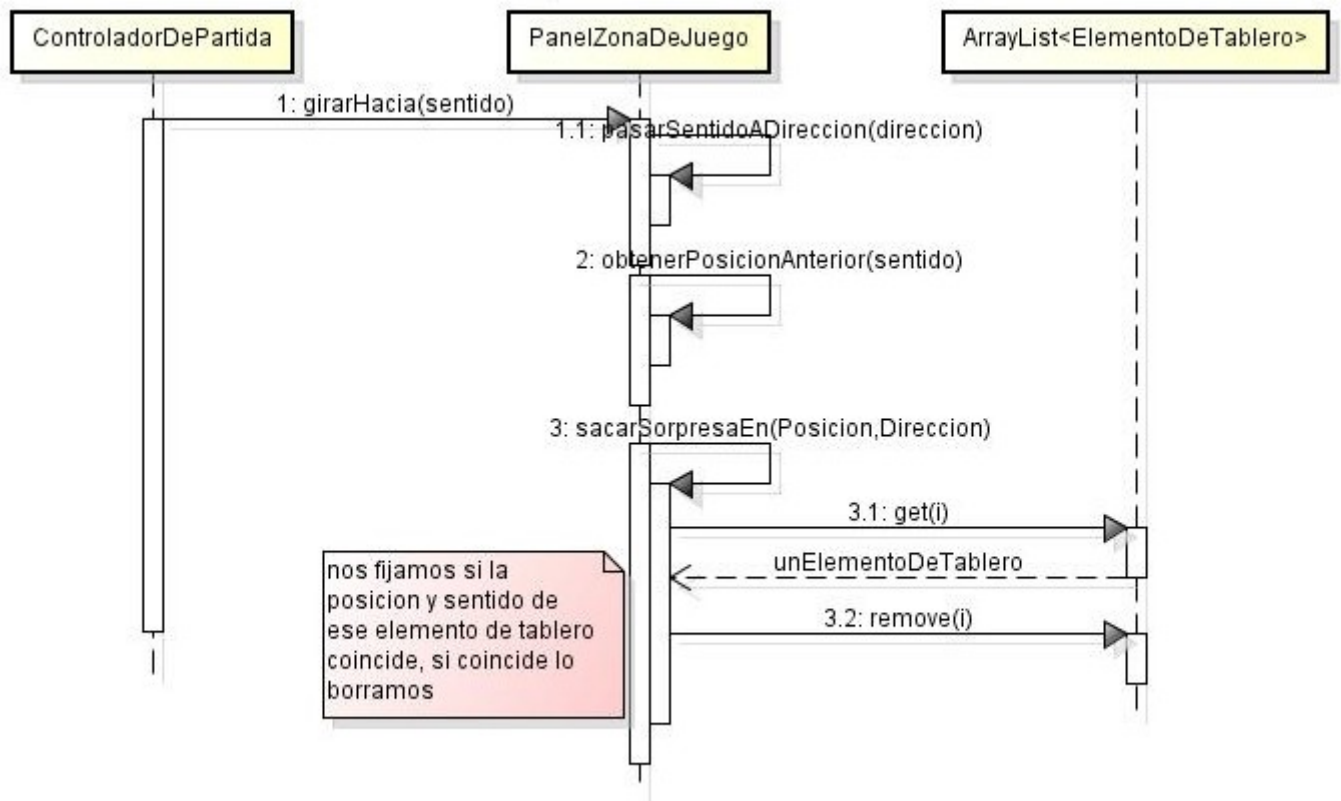 ControladorDePartida
PanelZonaDeJuego
ArrayList<ElementoDeTablero>
1: girarHacia(sentido)
1.1: pasarSentidoADireccion(direccion)
2: obtenerPosicionAnterior(sentido)
3: sacarSorpresaEn(Posicion,Direccion)
3.1: get(i)
unElementoDeTablero
3.2: remove(i)
nos fijamos si la
posicion y sentido de
ese elemento de tablero
coincide, si coincide lo
borramos